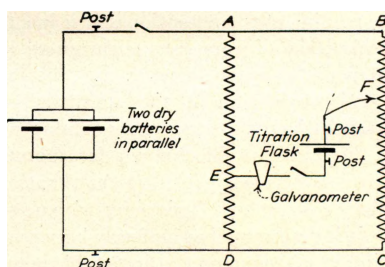 Post
A
B
F
Two dry
batteries
in parallel
Titration
Flask
Post
Post
E
Galvanometer
Post
D
C